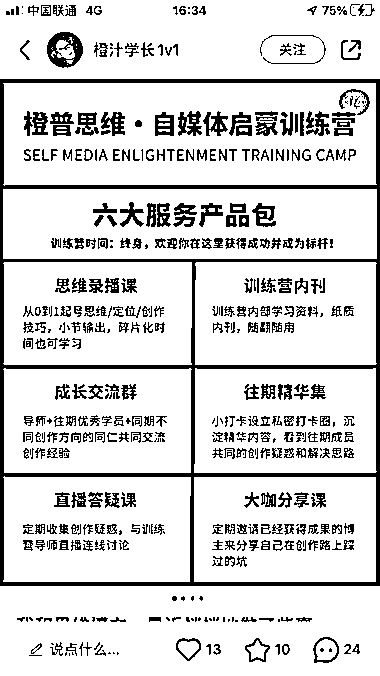 中国联通 4G 16:34 75%
橙汁学长1v1 关注
橙普思维·自媒体启蒙训练营
SELF MEDIA ENLIGHTENMENT TRAINING CAMP
六大服务产品包
训练营时间：终身，欢迎你在这里获得成功并成为标杆！
思维录播课
从0到1起号思维/定位/创作
技巧，小节输出，碎片化时
间也可学习
训练营内刊
训练营内部学习资料，纸质
内刊，随翻随用
成长交流群
导师+往期优秀学员+同期不
同创作方向的同仁共同交流
创作经验
往期精华集
小打卡设立私密打卡圈，沉
淀精华内容，看到往期成员
共同的创作疑惑和解决思路
直播答疑课
定期收集创作疑惑，与训练
营导师直播连线讨论
大咖分享课
定期邀请已经获得成果的博
主来分享自己在创作路上踩
过的坑
说点什么... 13 10 24